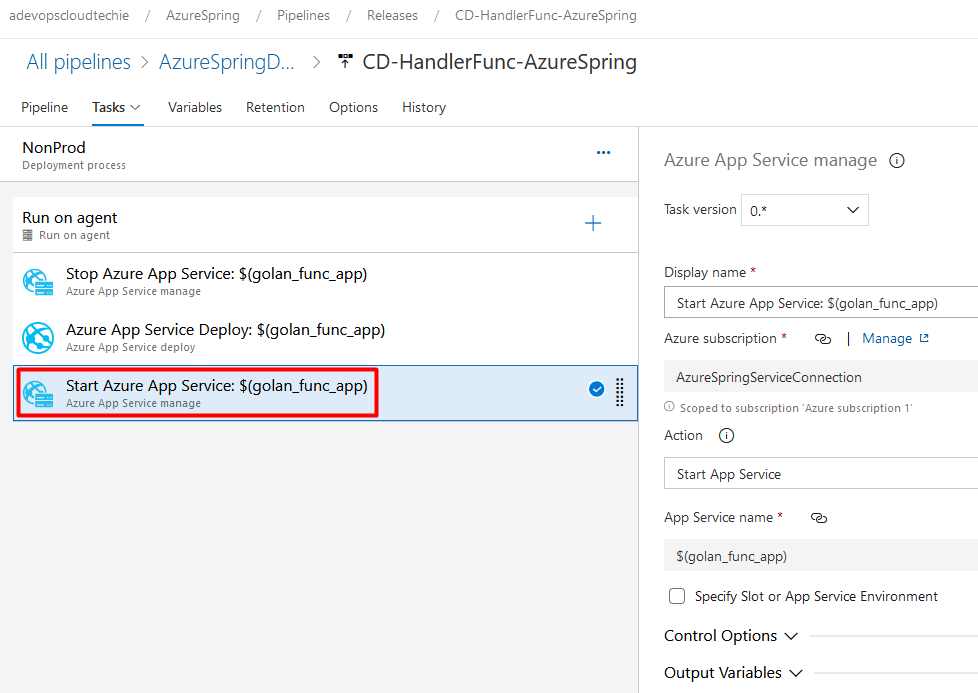 adevopscloudtechie / AzureSpring / Pipelines / Releases / CD-HandlerFunc-AzureSpring
All pipelines > AzureSpringD... > CD-HandlerFunc-AzureSpring
Pipeline Tasks Variables Retention Options History
NonProd
Deployment process
Run on agent
Run on agent
Stop Azure App Service: $(golan_func_app)
Azure App Service manage
Azure App Service Deploy: $(golan_func_app)
Azure App Service deploy
Start Azure App Service: $(golan_func_app)
Azure App Service manage
Azure App Service manage
Task version 0.*
Display name *
Start Azure App Service: $(golan_func_app)
Azure subscription * | Manage
AzureSpringServiceConnection
Scoped to subscription 'Azure subscription 1'
Action
Start App Service
App Service name *
$(golan_func_app)
Specify Slot or App Service Environment
Control Options
Output Variables